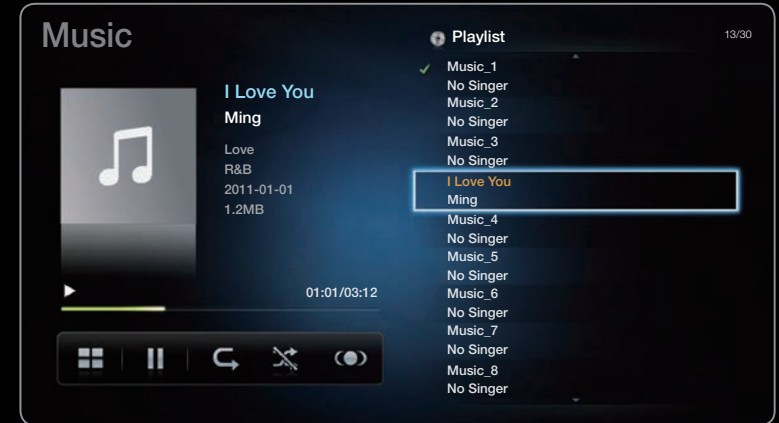 Music
I Love You
Ming
Love
R&B
2011-01-01
1.2MB
01:01/03:12
Playlist
13/30
Music_1
No Singer
Music_2
No Singer
Music_3
No Singer
I Love You
Ming
Music_4
No Singer
Music_5
No Singer
Music_6
No Singer
Music_7
No Singer
Music_8
No Singer